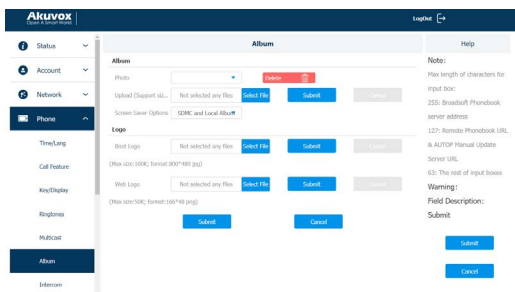 Akuvox
Open A Smart World
LogOut
Status
Account
Network
Phone
Time/Lang
Call Feature
Key/Display
Ringtones
Multicast
Album
Intercom
Album
Album
Photo
Delete
Upload (Support siz... Not selected any files Select File Submit Cancel
Screen Saver Options SDMC and Local Album
Logo
Boot Logo Not selected any files Select File Submit Cancel
(Max size:100K; format:800*480 jpg)
Web Logo Not selected any files Select File Submit Cancel
(Max size:50K; format:166*48 png)
Submit Cancel
Help
Note:
Max length of characters for
input box:
255: Broadsoft Phonebook
server address
127: Remote Phonebook URL
& AUTOP Manual Update
Server URL
63: The rest of input boxes
Warning:
Field Description:
Submit
Submit
Cancel